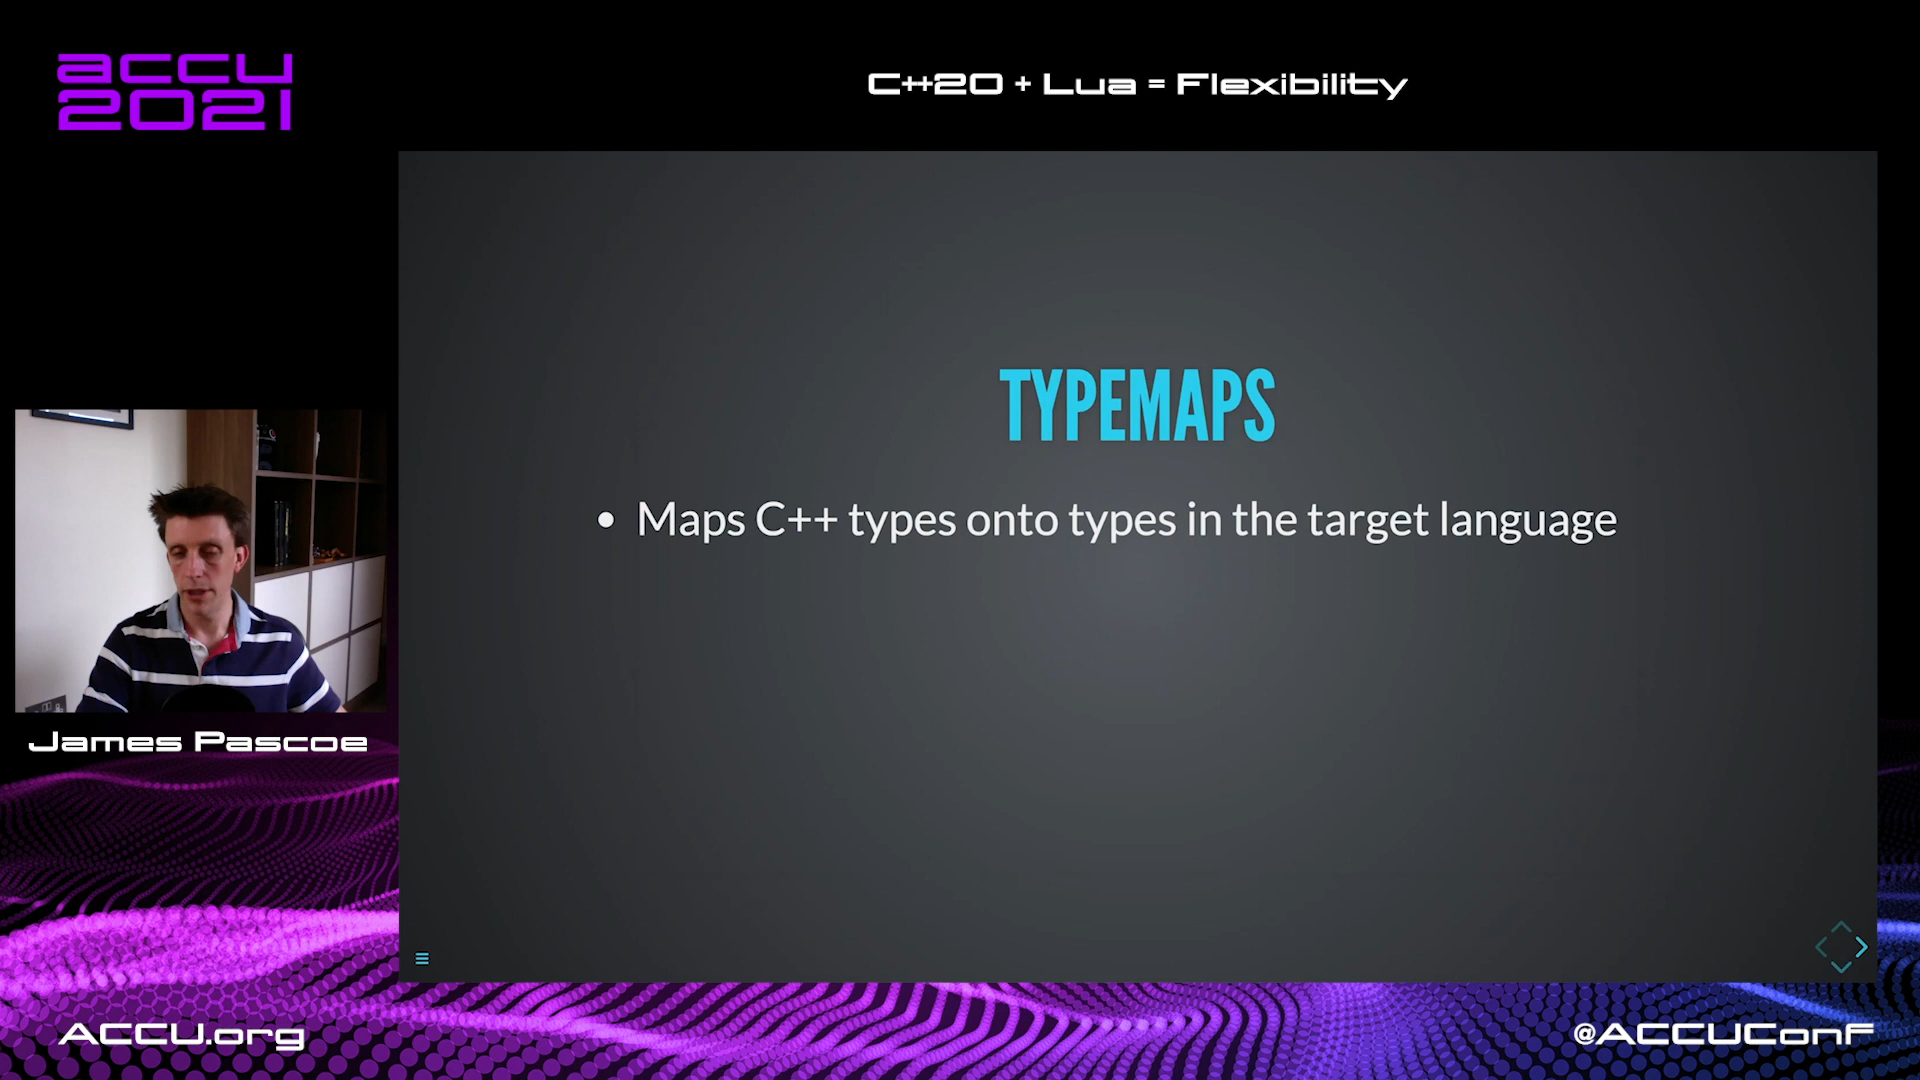 accu
2021
C++20 + Lua = Flexibility
TYPEMAPS
• Maps C++ types onto types in the target language
James Pascoe
ACCU.org
@ACCUConf